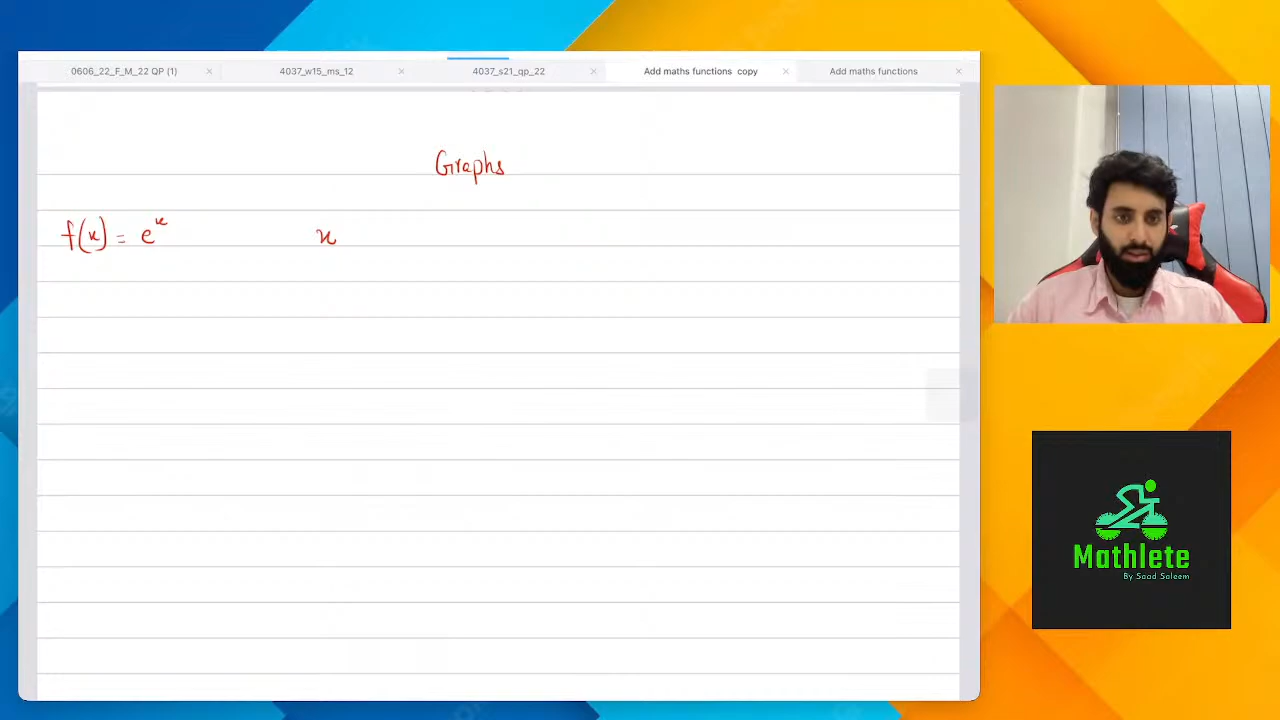 0606_22_F_M_22 QP (1) × 4037_w15_ms_12 × 4037_s21_qp_22 × Add maths functions copy × Add maths functions ×
Graphs
f(x) = e^x x
Mathlete
By Saad Saleem